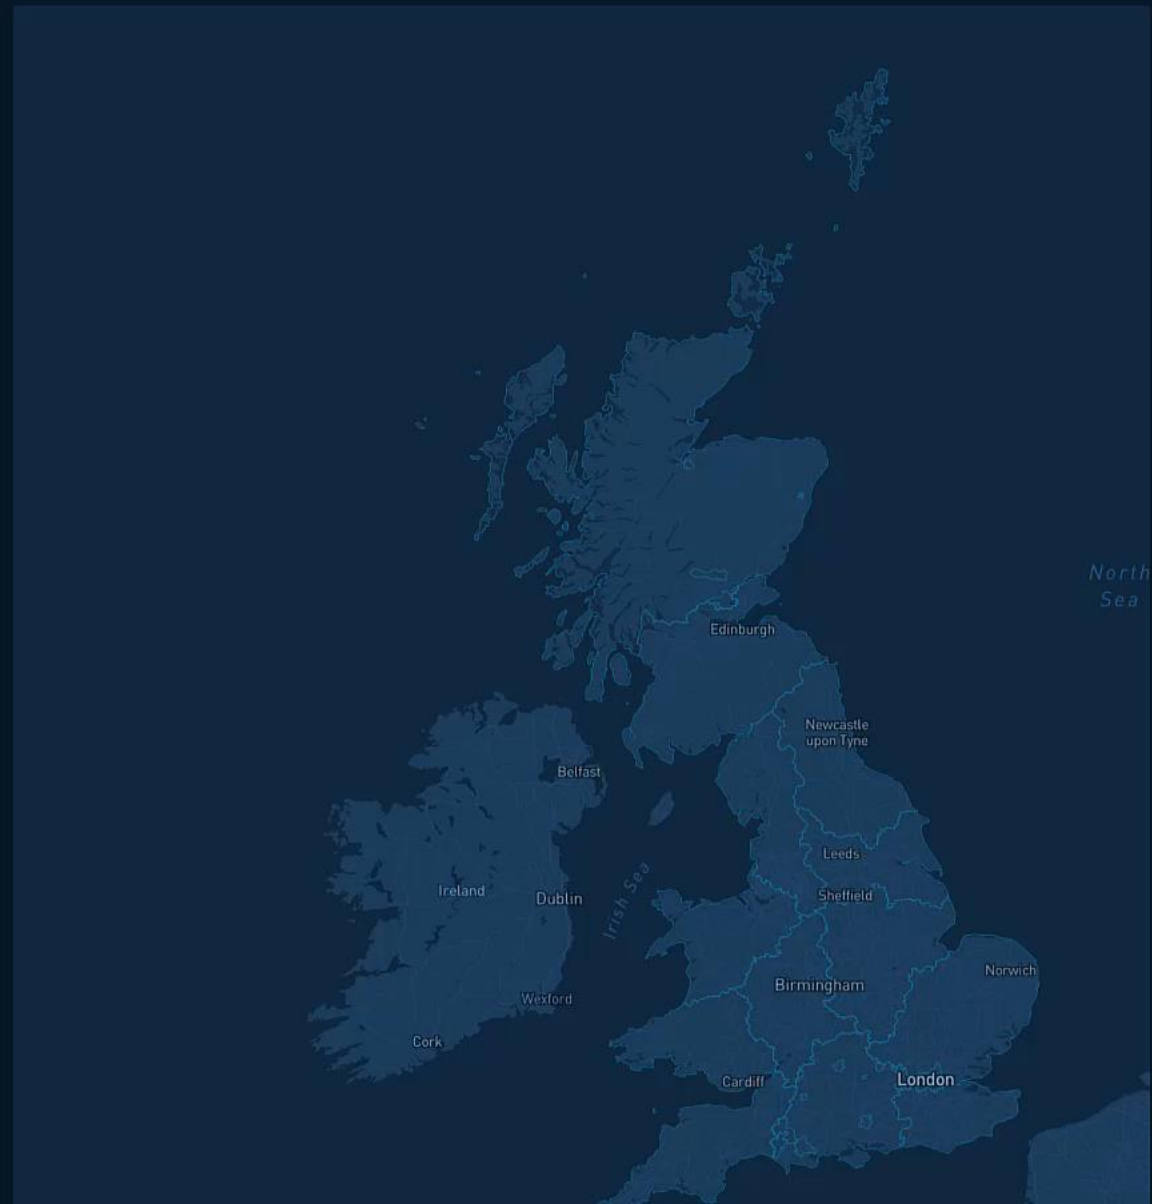 North
Sea
Edinburgh
Newcastle
upon Tyne
Belfast
Leeds
Ireland
Dublin
Irish Sea
Sheffield
Norwich
Birmingham
Wexford
Cork
Cardiff
London